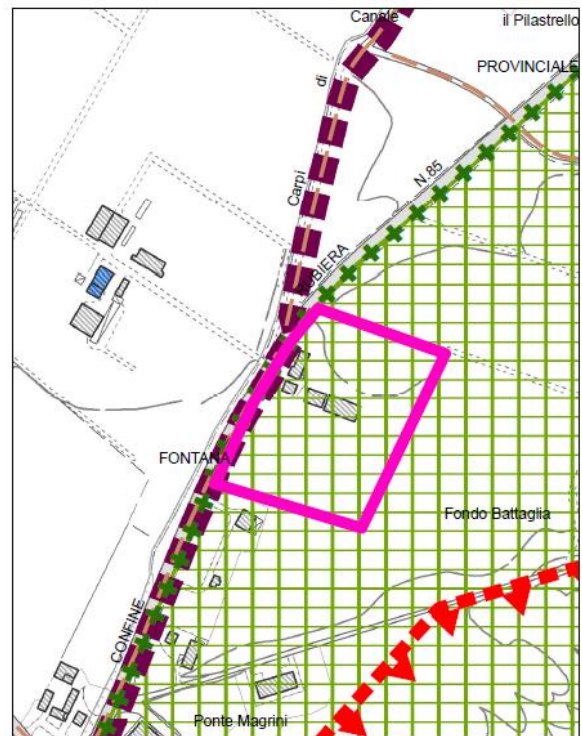 Canale
il Pilastrello
PROVINCIALE
di
N.85
Carpi
RUBIERA
FONTANA
Fondo Battaglia
CONFINE
Ponte Magrini